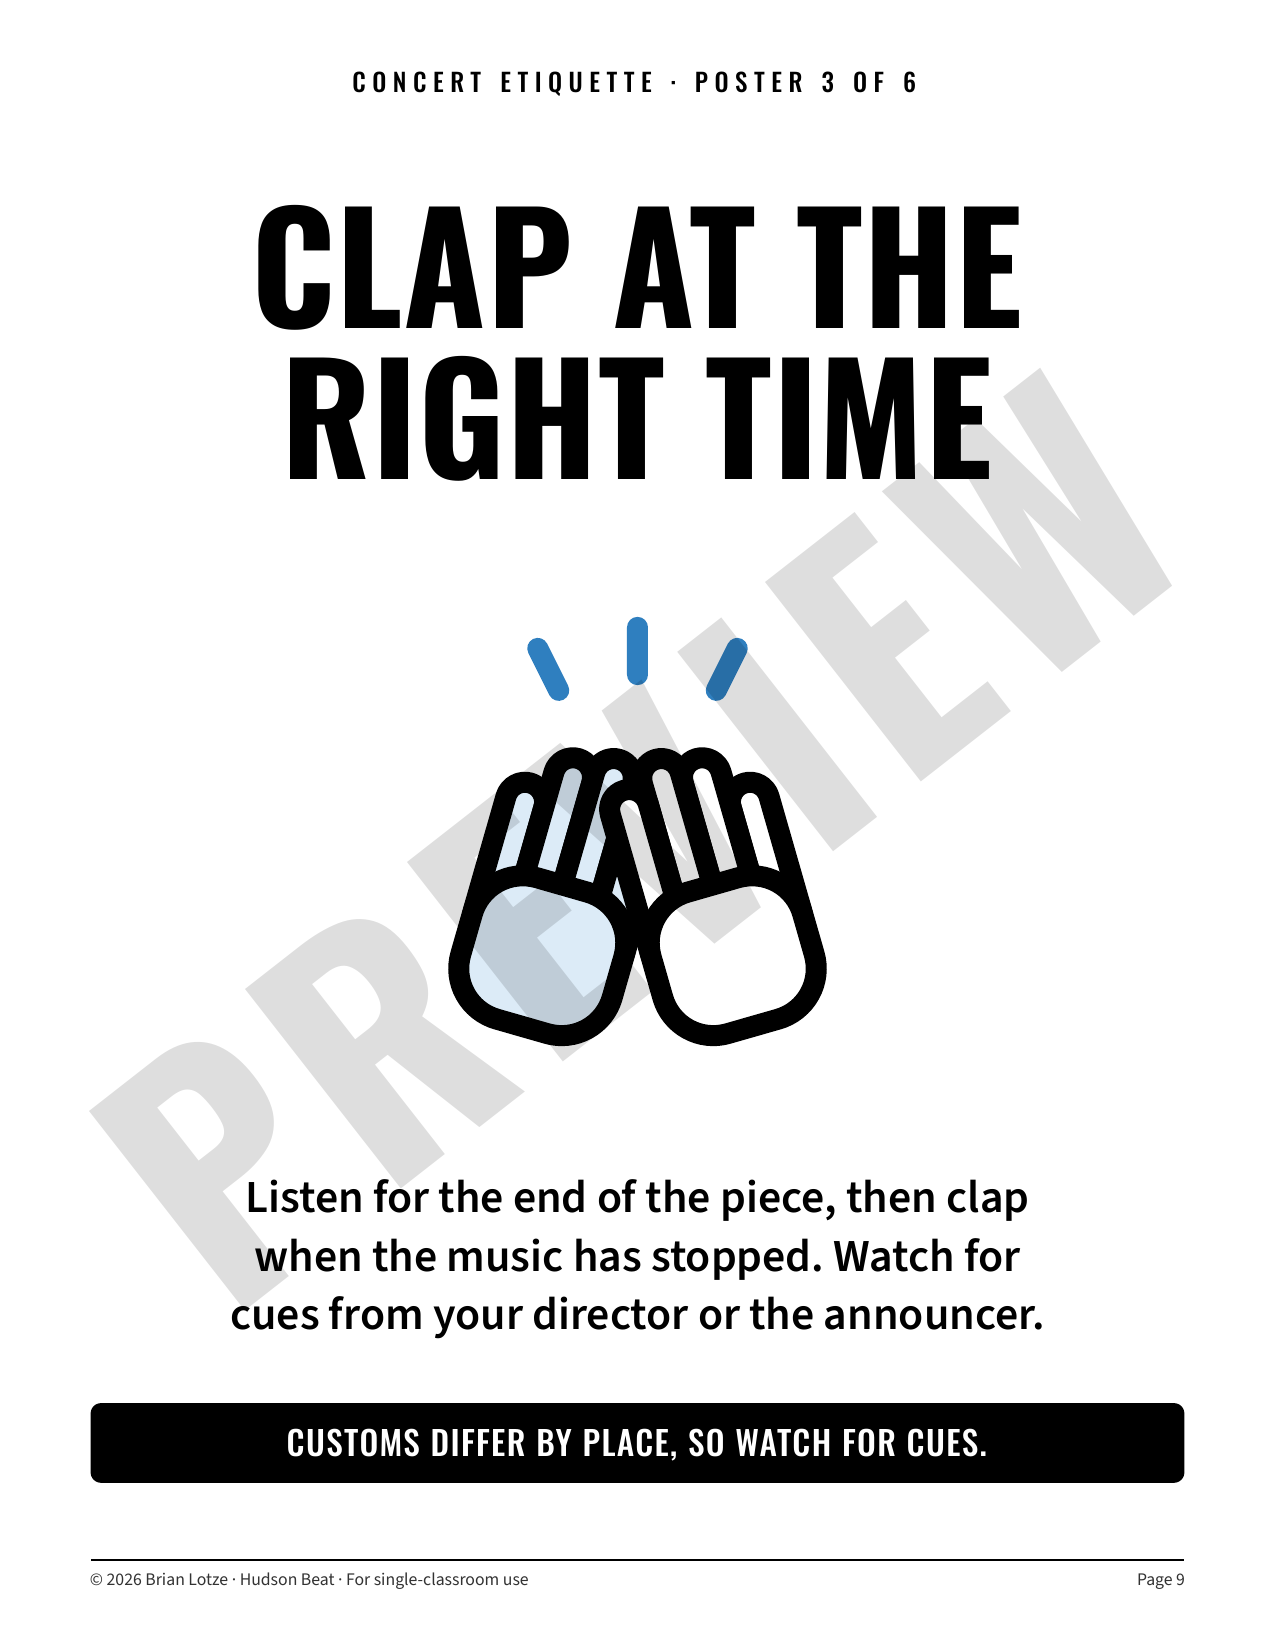 CONCERT ETIQUETTE · POSTER 3 OF 6
CLAP AT THE
RIGHT TIME
PREVIEW
Listen for the end of the piece, then clap
when the music has stopped. Watch for
cues from your director or the announcer.
CUSTOMS DIFFER BY PLACE, SO WATCH FOR CUES.
© 2026 Brian Lotze · Hudson Beat · For single-classroom use
Page 9